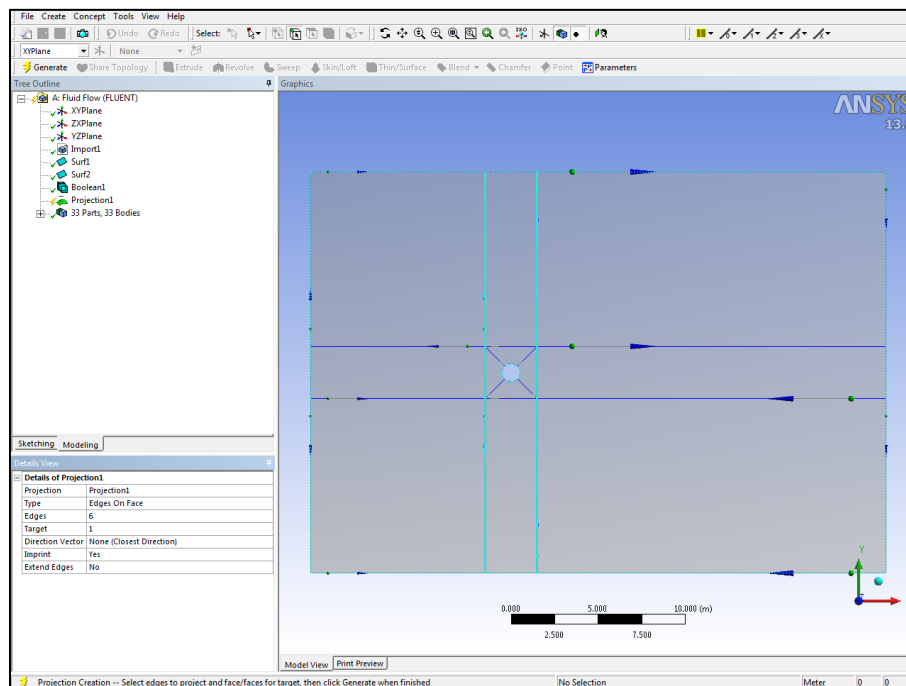 File Create Concept Tools View Help
Undo Redo Select:
XYPlane None
Generate Share Topology Extrude Revolve Sweep Skin/Loft Thin/Surface Blend Chamfer Point Parameters
Tree Outline
A: Fluid Flow (FLUENT)
XYPlane
ZXPlane
YZPlane
Import1
Surf1
Surf2
Boolean1
Projection1
33 Parts, 33 Bodies
Sketching Modeling
Details View
Details of Projection1
Projection Projection1
Type Edges On Face
Edges 6
Target 1
Direction Vector None (Closest Direction)
Imprint Yes
Extend Edges No
Graphics
ANSYS
13.
Y
0.000 5.000 10.000 (m)
2.500 7.500
Model View Print Preview
Projection Creation -- Select edges to project and face/faces for target, then click Generate when finished No Selection Meter 0 0